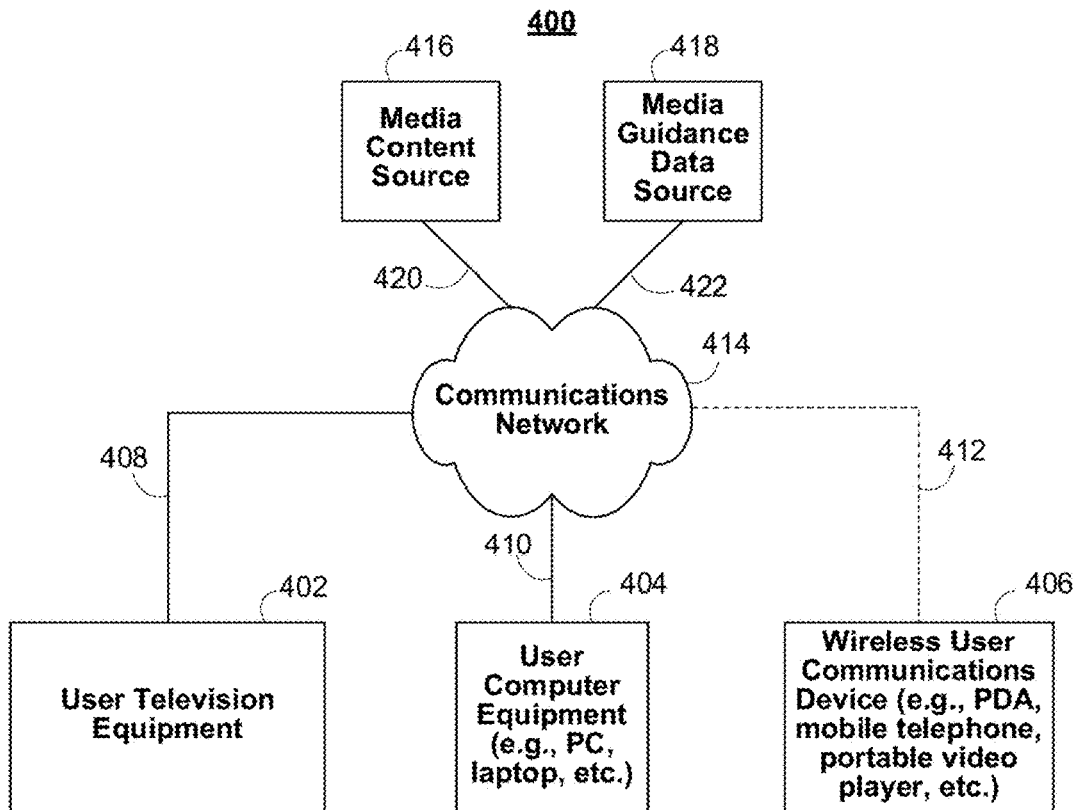 400
416
418
Media
Content
Source
Media
Guidance
Data
Source
420
422
414
Communications
Network
408
412
410
402
404
406
User Television
Equipment
User
Computer
Equipment
(e.g., PC,
laptop, etc.)
Wireless User
Communications
Device (e.g., PDA,
mobile telephone,
portable video
player, etc.)